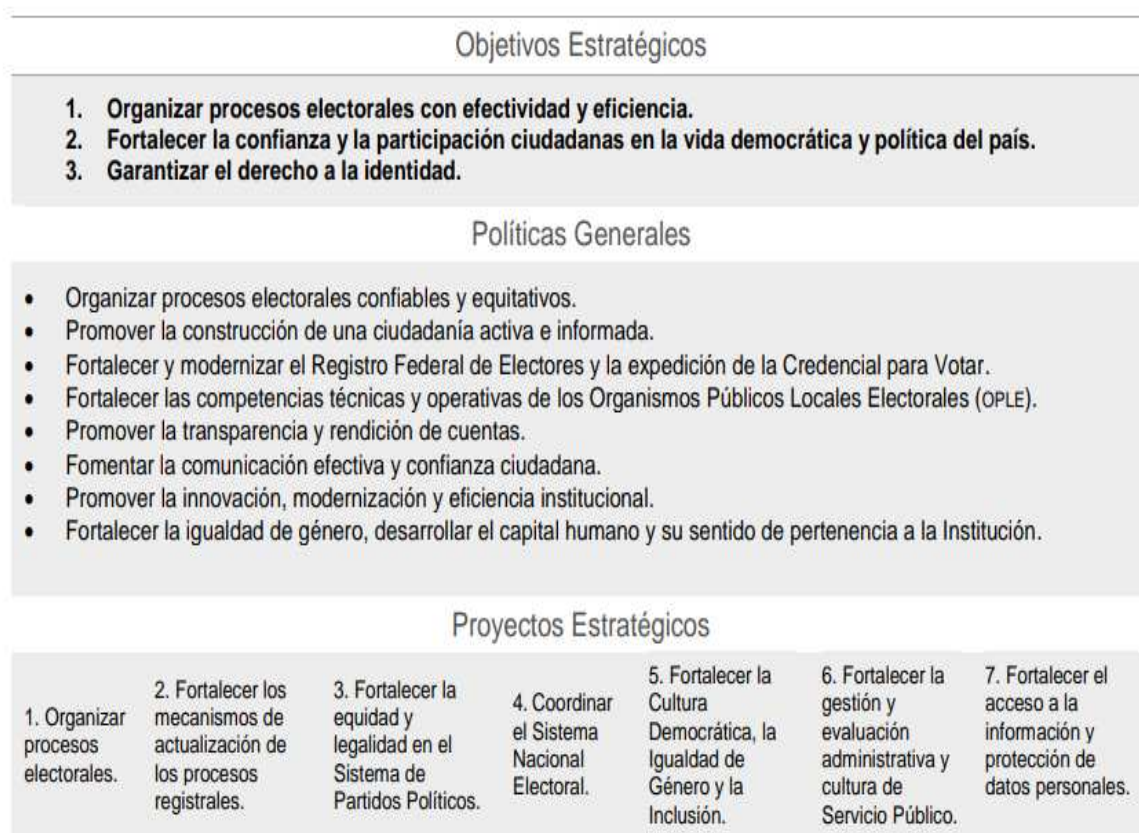 Objetivos Estratégicos
1. Organizar procesos electorales con efectividad y eficiencia.
2. Fortalecer la confianza y la participación ciudadanas en la vida democrática y política del país.
3. Garantizar el derecho a la identidad.
Políticas Generales
• Organizar procesos electorales confiables y equitativos.
• Promover la construcción de una ciudadanía activa e informada.
• Fortalecer y modernizar el Registro Federal de Electores y la expedición de la Credencial para Votar.
• Fortalecer las competencias técnicas y operativas de los Organismos Públicos Locales Electorales (OPLE).
• Promover la transparencia y rendición de cuentas.
• Fomentar la comunicación efectiva y confianza ciudadana.
• Promover la innovación, modernización y eficiencia institucional.
• Fortalecer la igualdad de género, desarrollar el capital humano y su sentido de pertenencia a la Institución.
Proyectos Estratégicos
1. Organizar
procesos
electorales.
2. Fortalecer los
mecanismos de
actualización de
los procesos
registrales.
3. Fortalecer la
equidad y
legalidad en el
Sistema de
Partidos Políticos.
4. Coordinar
el Sistema
Nacional
Electoral.
5. Fortalecer la
Cultura
Democrática, la
Igualdad de
Género y la
Inclusión.
6. Fortalecer la
gestión y
evaluación
administrativa y
cultura de
Servicio Público.
7. Fortalecer el
acceso a la
información y
protección de
datos personales.